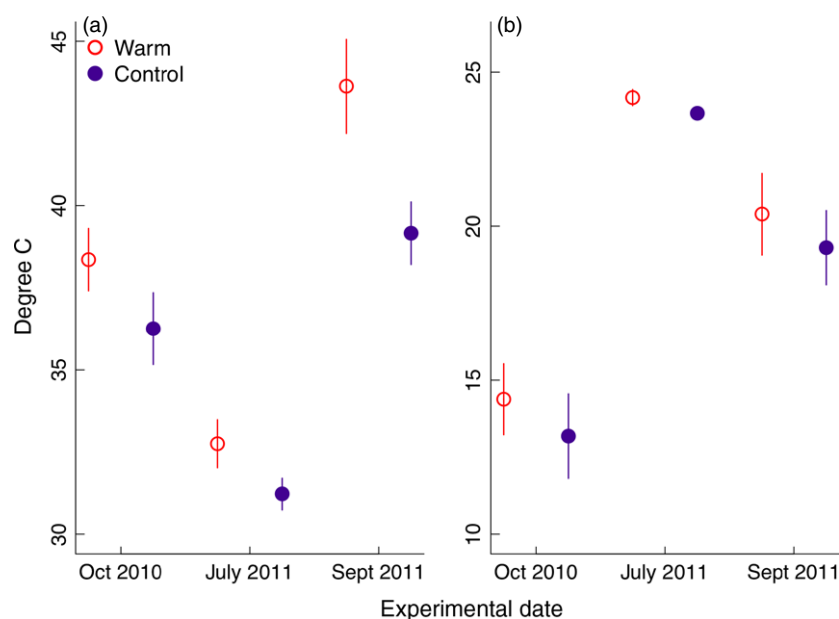 (a)
Warm
Control
Degree C
45
40
35
30
Oct 2010
July 2011
Sept 2011
(b)
25
20
15
10
Oct 2010
July 2011
Sept 2011
Experimental date